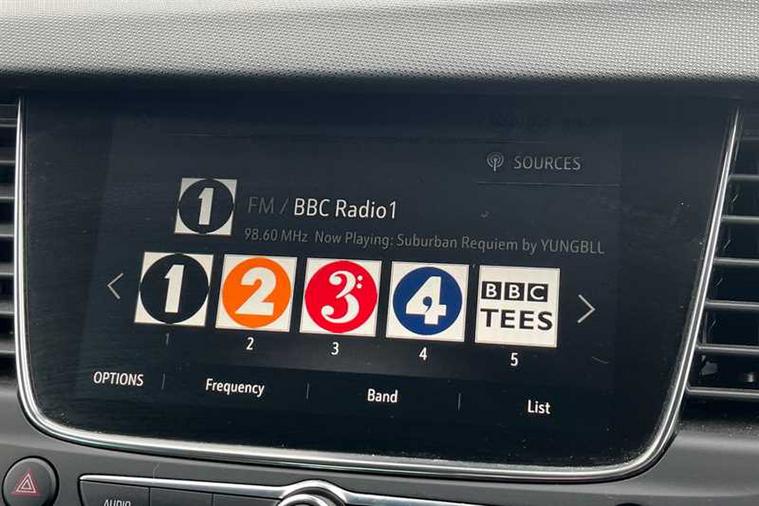 SOURCES
1 FM / BBC Radio1
98.60 MHz Now Playing: Suburban Requiem by YUNGBLL
1 2 3: 4 BBC TEES
1 2 3 4 5
OPTIONS Frequency Band List
AUDIO